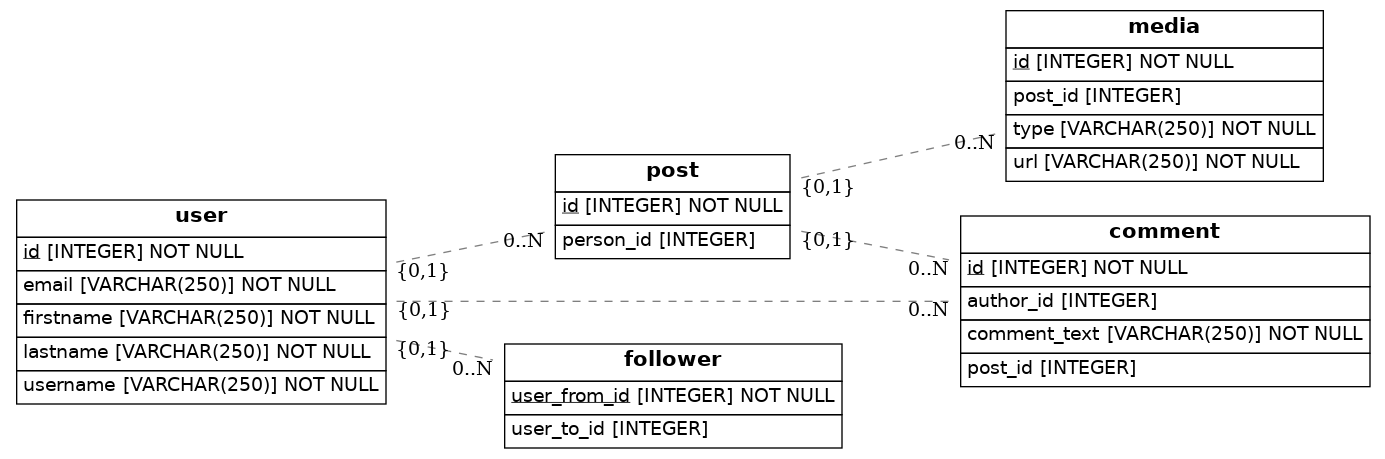 media
id [INTEGER] NOT NULL
post_id [INTEGER]
type [VARCHAR(250)] NOT NULL
url [VARCHAR(250)] NOT NULL
0..N
{0,1}
post
id [INTEGER] NOT NULL
person_id [INTEGER]
0..N
{0,1}
{0,1}
0..N
user
id [INTEGER] NOT NULL
email [VARCHAR(250)] NOT NULL
firstname [VARCHAR(250)] NOT NULL
lastname [VARCHAR(250)] NOT NULL
username [VARCHAR(250)] NOT NULL
{0,1}
0..N
{0,1}
0..N
comment
id [INTEGER] NOT NULL
author_id [INTEGER]
comment_text [VARCHAR(250)] NOT NULL
post_id [INTEGER]
follower
user_from_id [INTEGER] NOT NULL
user_to_id [INTEGER]